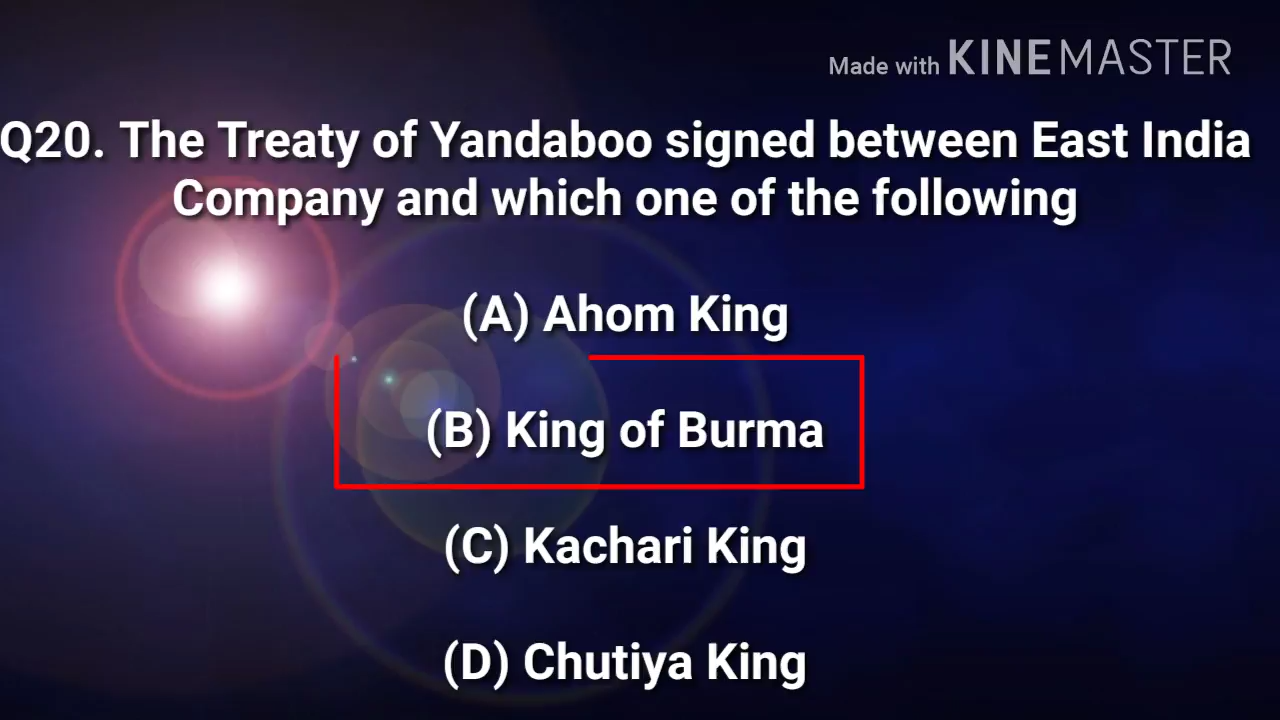 Made with KINEMASTER
Q20. The Treaty of Yandaboo signed between East India
Company and which one of the following
(A) Ahom King
(B) King of Burma
(C) Kachari King
(D) Chutiya King